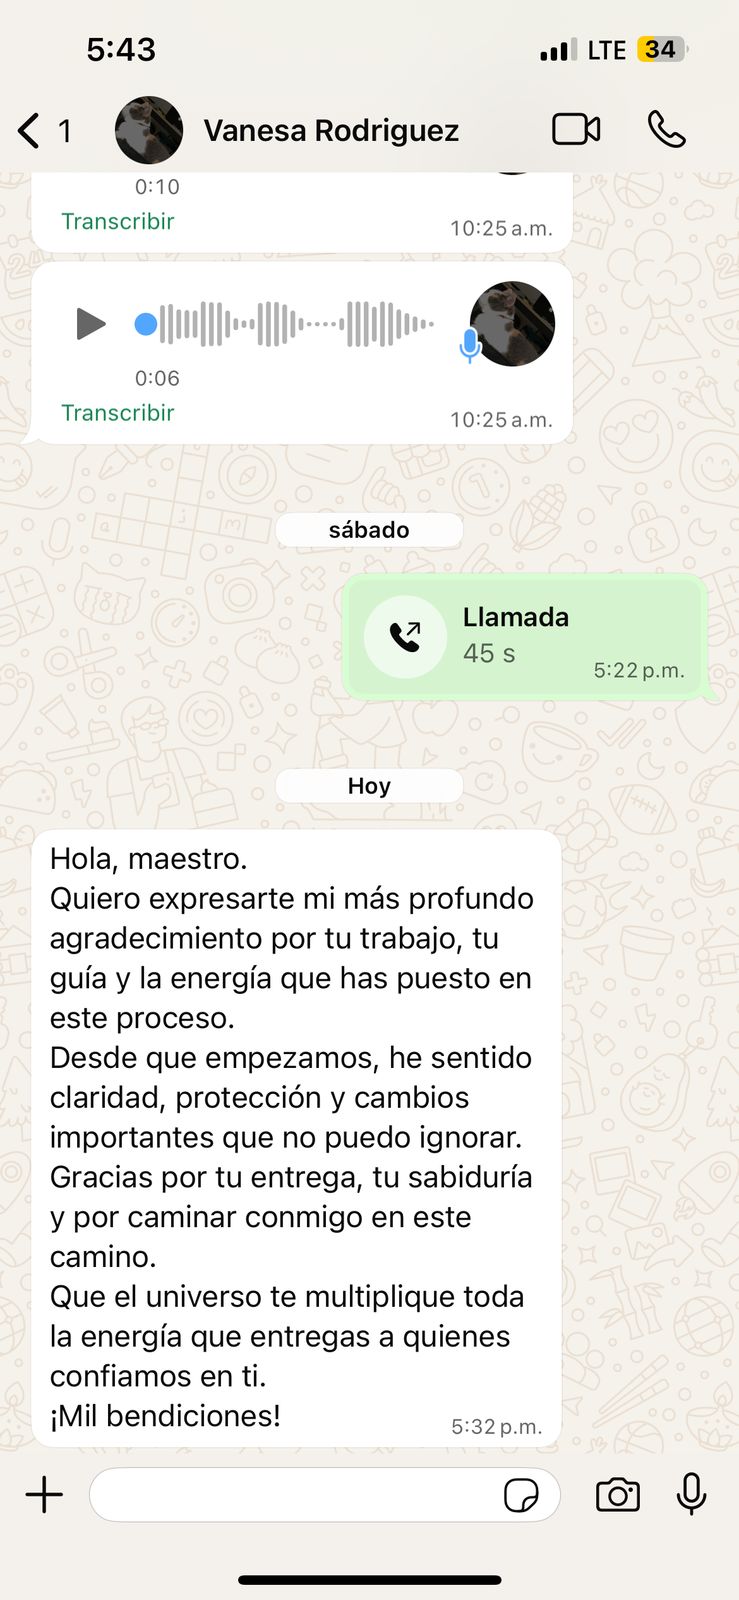 5:43
LTE 34
1 Vanesa Rodriguez
0:10
Transcribir 10:25 a.m.
0:06
Transcribir 10:25 a.m.
sábado
Llamada
45 s
5:22 p.m.
Hoy
Hola, maestro.
Quiero expresarte mi más profundo
agradecimiento por tu trabajo, tu
guía y la energía que has puesto en
este proceso.
Desde que empezamos, he sentido
claridad, protección y cambios
importantes que no puedo ignorar.
Gracias por tu entrega, tu sabiduría
y por caminar conmigo en este
camino.
Que el universo te multiplique toda
la energía que entregas a quienes
confiamos en ti.
¡Mil bendiciones!
5:32 p.m.